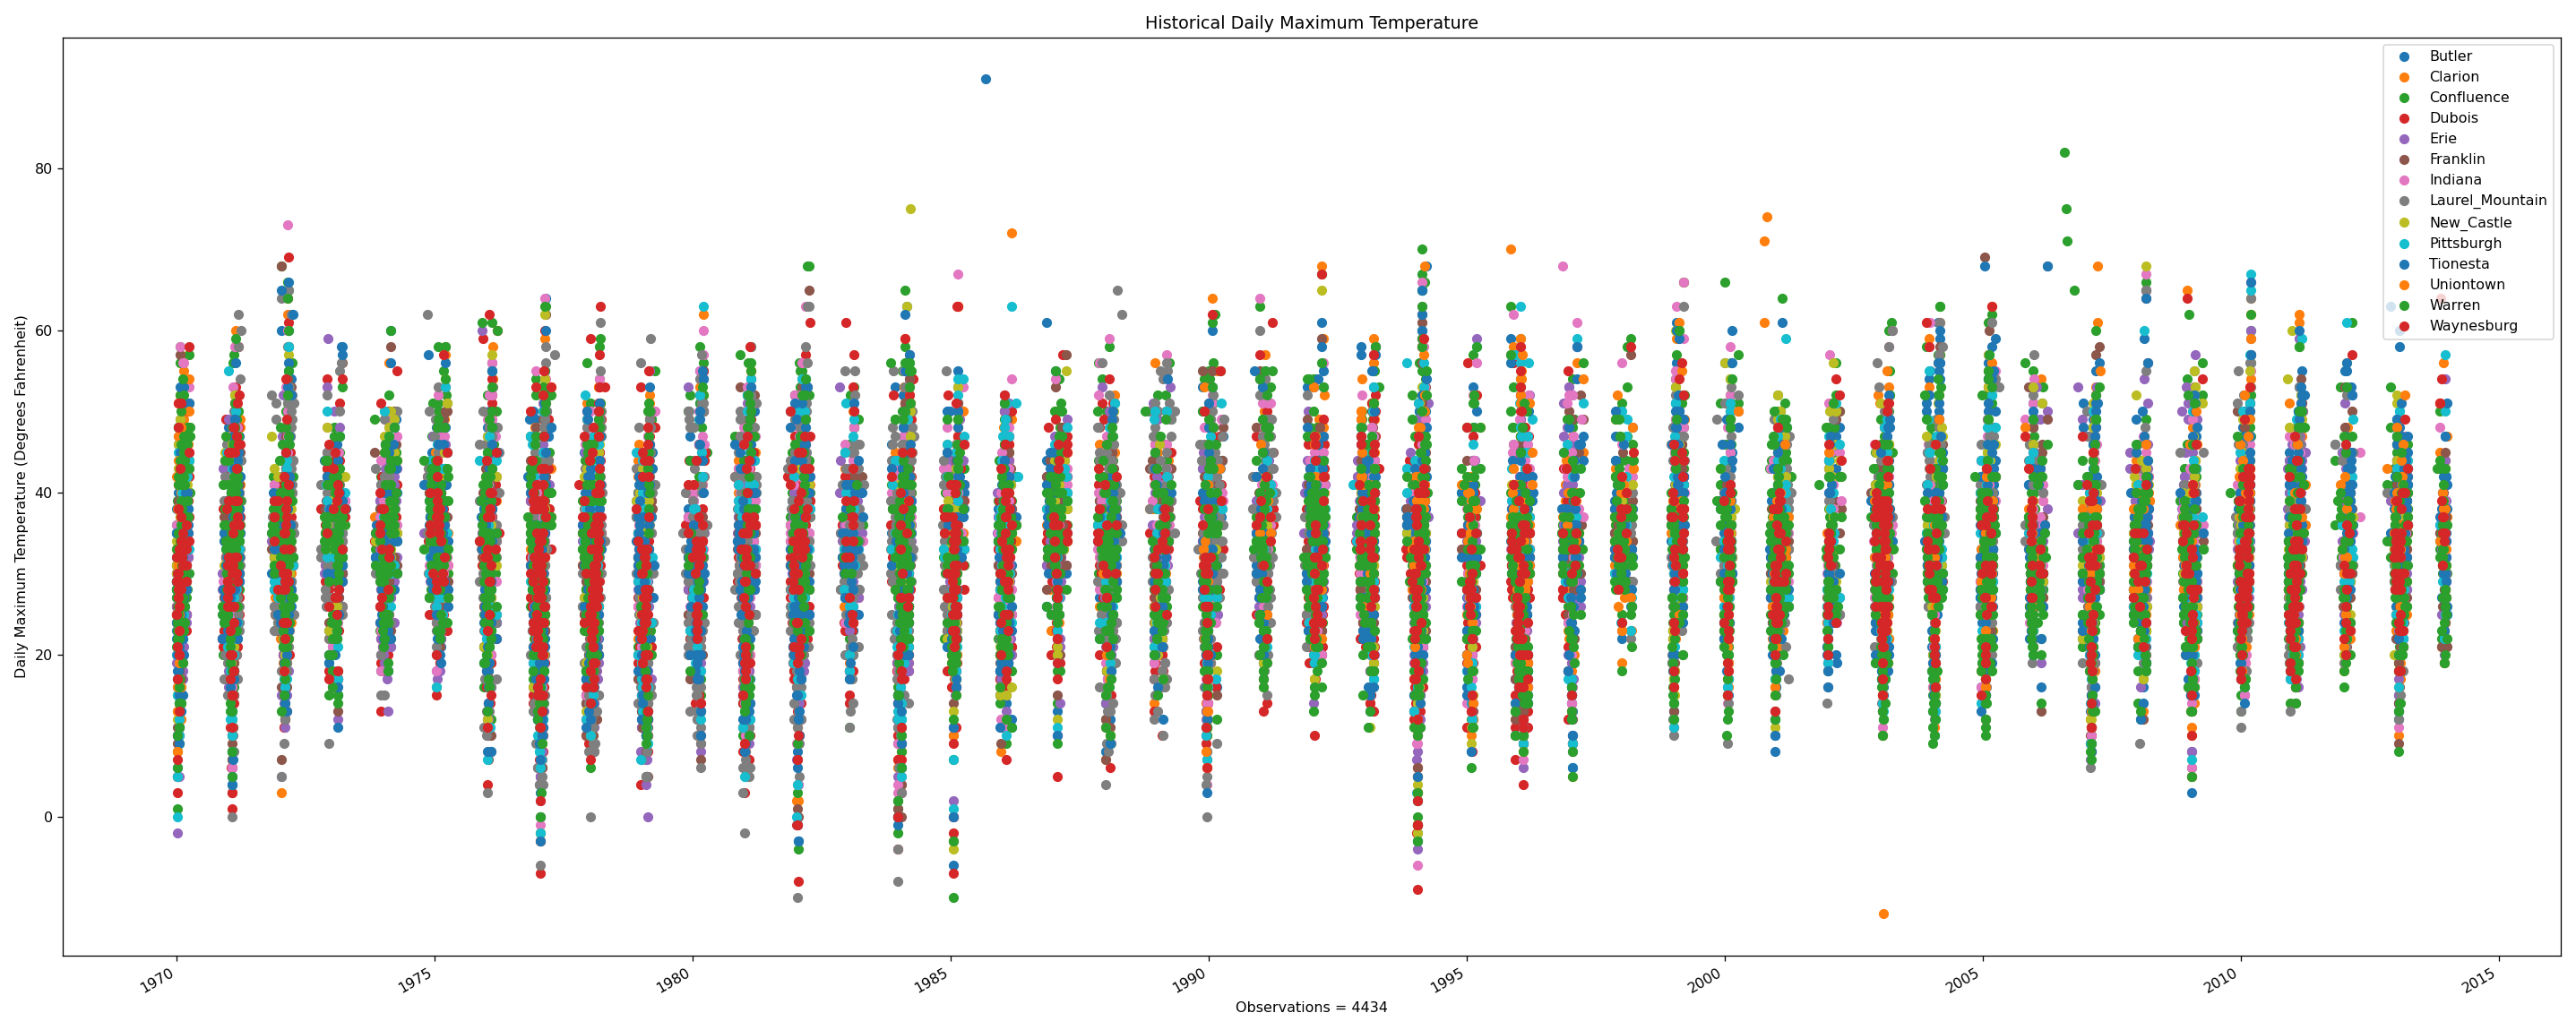 Historical Daily Maximum Temperature
Daily Maximum Temperature (Degrees Fahrenheit)
80
60
40
20
0
1970
1975
1980
1985
1990
1995
2000
2005
2010
2015
Observations = 4434
Butler
Clarion
Confluence
Dubois
Erie
Franklin
Indiana
Laurel_Mountain
New_Castle
Pittsburgh
Tionesta
Uniontown
Warren
Waynesburg